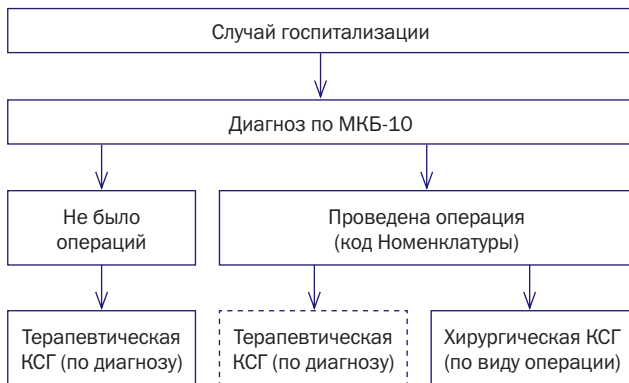 Случай госпитализации
Диагноз по МКБ-10
Не было
операций
Проведена операция
(код Номенклатуры)
Терапевтическая
КСГ (по диагнозу)
Терапевтическая
КСГ (по диагнозу)
Хирургическая КСГ
(по виду операции)